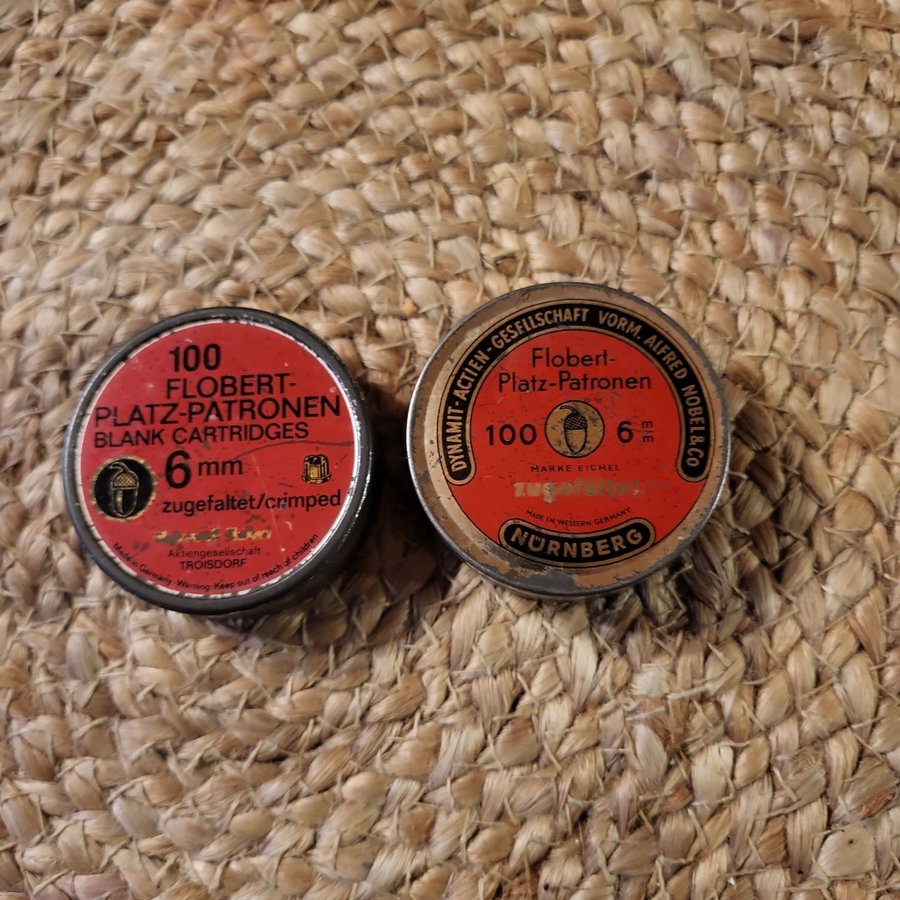 100
FLOBERT-
PLATZ-PATRONEN
BLANK CARTRIDGES
6 mm
zugefaltet/crimped
Aktiengesellschaft
TROISDORF
Made in Germany · Warning: Keep out of reach of children
DYNAMIT-ACTIEN-GESELLSCHAFT VORM. ALFRED NOBEL & Co
Flobert-
Platz-Patronen
100 6 m/m
MARKE EICHEL
zugefaltet
MADE IN WESTERN GERMANY
NÜRNBERG